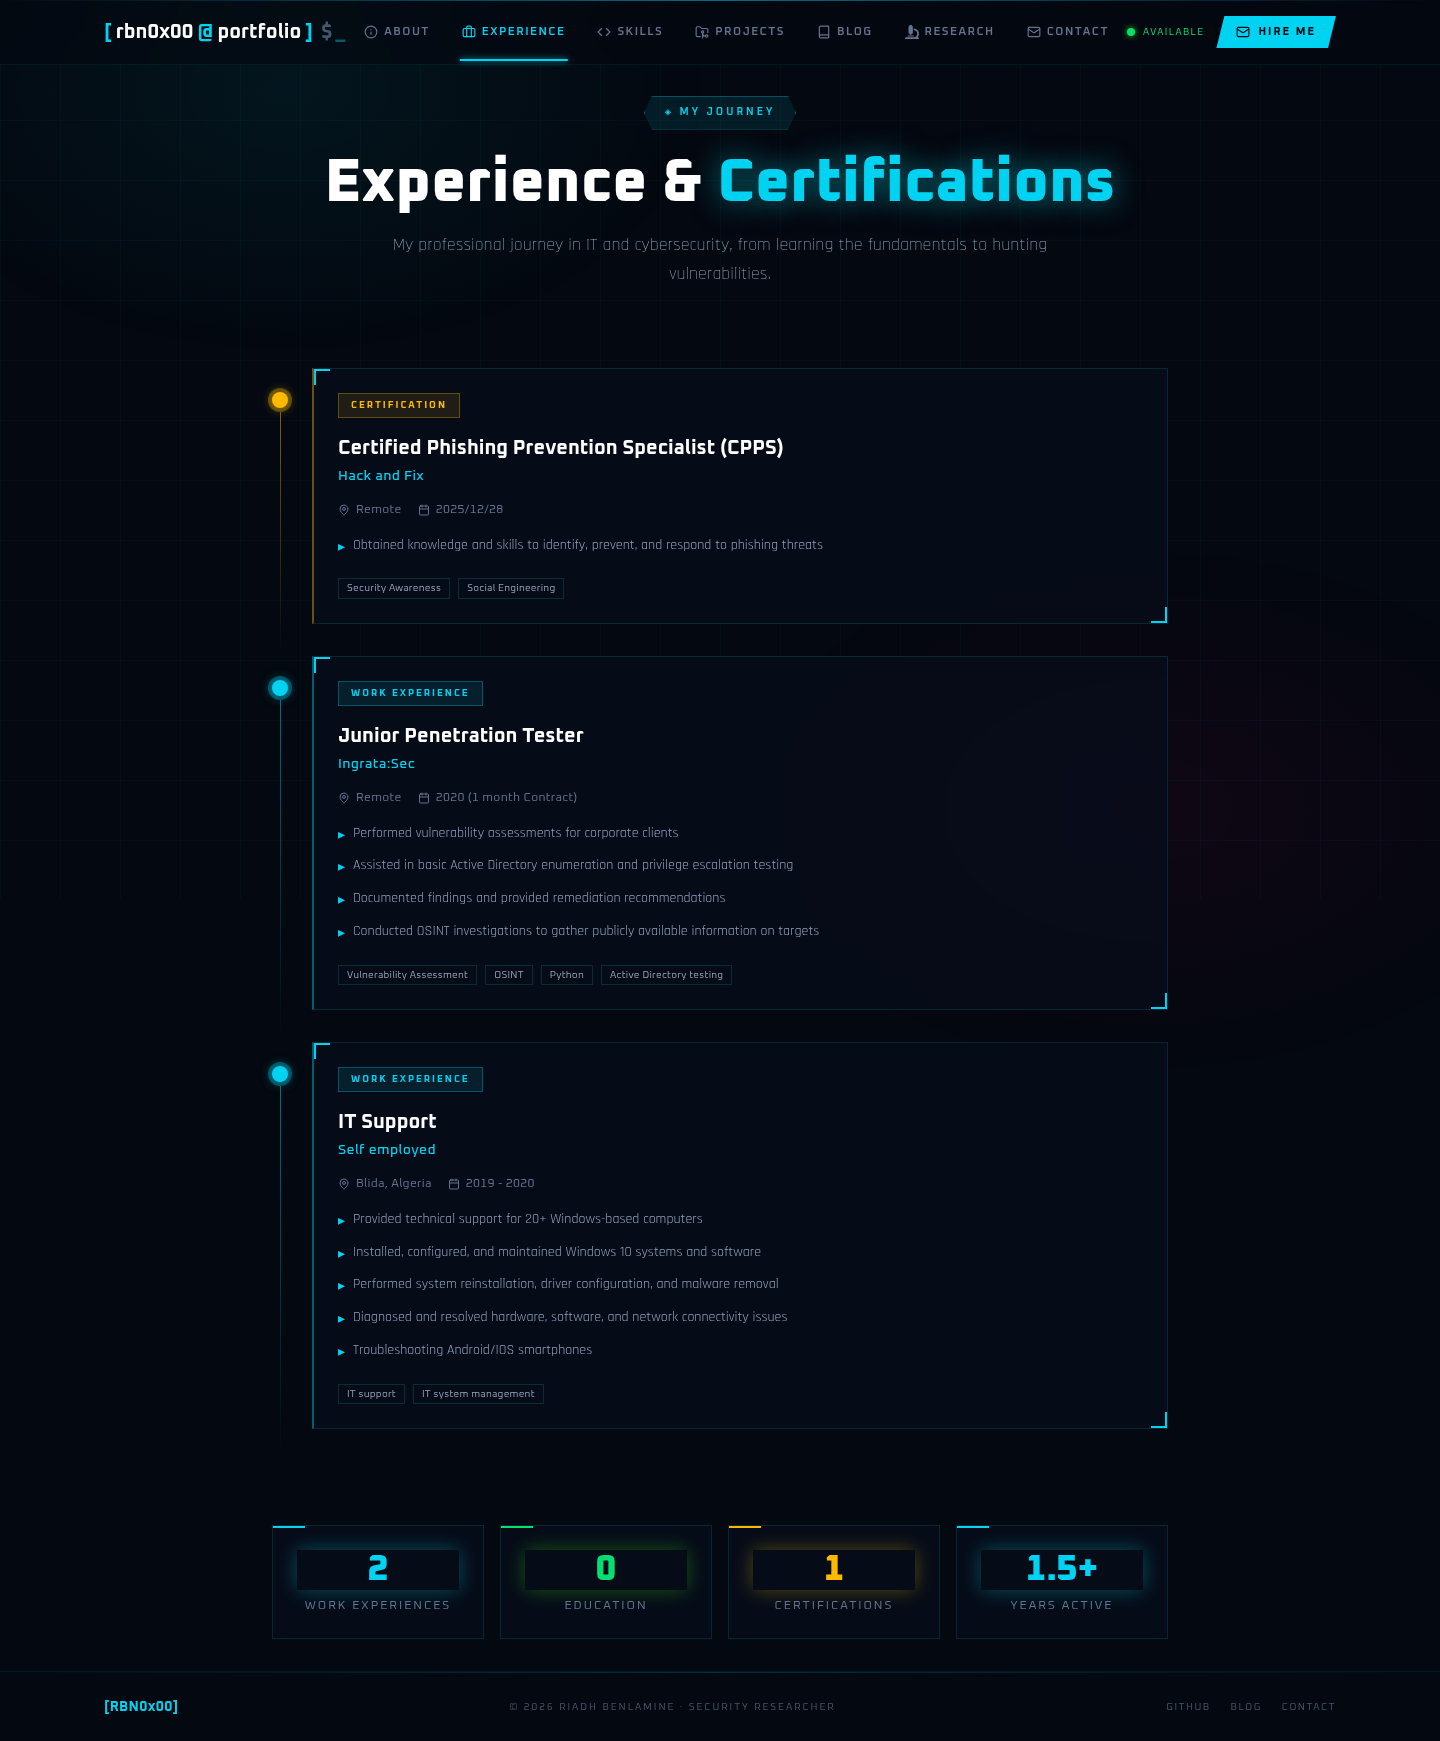 [ rbn0x00 @ portfolio ] $_
ABOUT
EXPERIENCE
SKILLS
PROJECTS
BLOG
RESEARCH
CONTACT
AVAILABLE
HIRE ME
◈ MY JOURNEY
Experience & Certifications
My professional journey in IT and cybersecurity, from learning the fundamentals to hunting
vulnerabilities.
CERTIFICATION
Certified Phishing Prevention Specialist (CPPS)
Hack and Fix
Remote 2025/12/28
▶ Obtained knowledge and skills to identify, prevent, and respond to phishing threats
Security Awareness Social Engineering
WORK EXPERIENCE
Junior Penetration Tester
Ingrata:Sec
Remote 2020 (1 month Contract)
▶ Performed vulnerability assessments for corporate clients
▶ Assisted in basic Active Directory enumeration and privilege escalation testing
▶ Documented findings and provided remediation recommendations
▶ Conducted OSINT investigations to gather publicly available information on targets
Vulnerability Assessment OSINT Python Active Directory testing
WORK EXPERIENCE
IT Support
Self employed
Blida, Algeria 2019 - 2020
▶ Provided technical support for 20+ Windows-based computers
▶ Installed, configured, and maintained Windows 10 systems and software
▶ Performed system reinstallation, driver configuration, and malware removal
▶ Diagnosed and resolved hardware, software, and network connectivity issues
▶ Troubleshooting Android/IOS smartphones
IT support IT system management
2
WORK EXPERIENCES
0
EDUCATION
1
CERTIFICATIONS
1.5+
YEARS ACTIVE
[RBN0x00]
© 2026 RIADH BENLAMINE · SECURITY RESEARCHER
GITHUB BLOG CONTACT